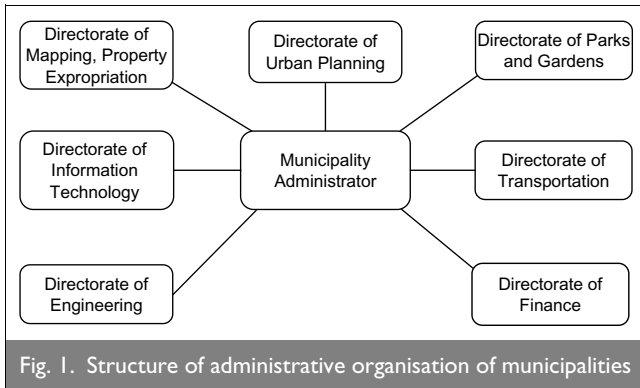 Directorate of
Mapping, Property
Expropriation
Directorate of
Urban Planning
Directorate of Parks
and Gardens
Directorate of
Information
Technology
Municipality
Administrator
Directorate of
Transportation
Directorate of
Engineering
Directorate of
Finance
Fig. 1. Structure of administrative organisation of municipalities